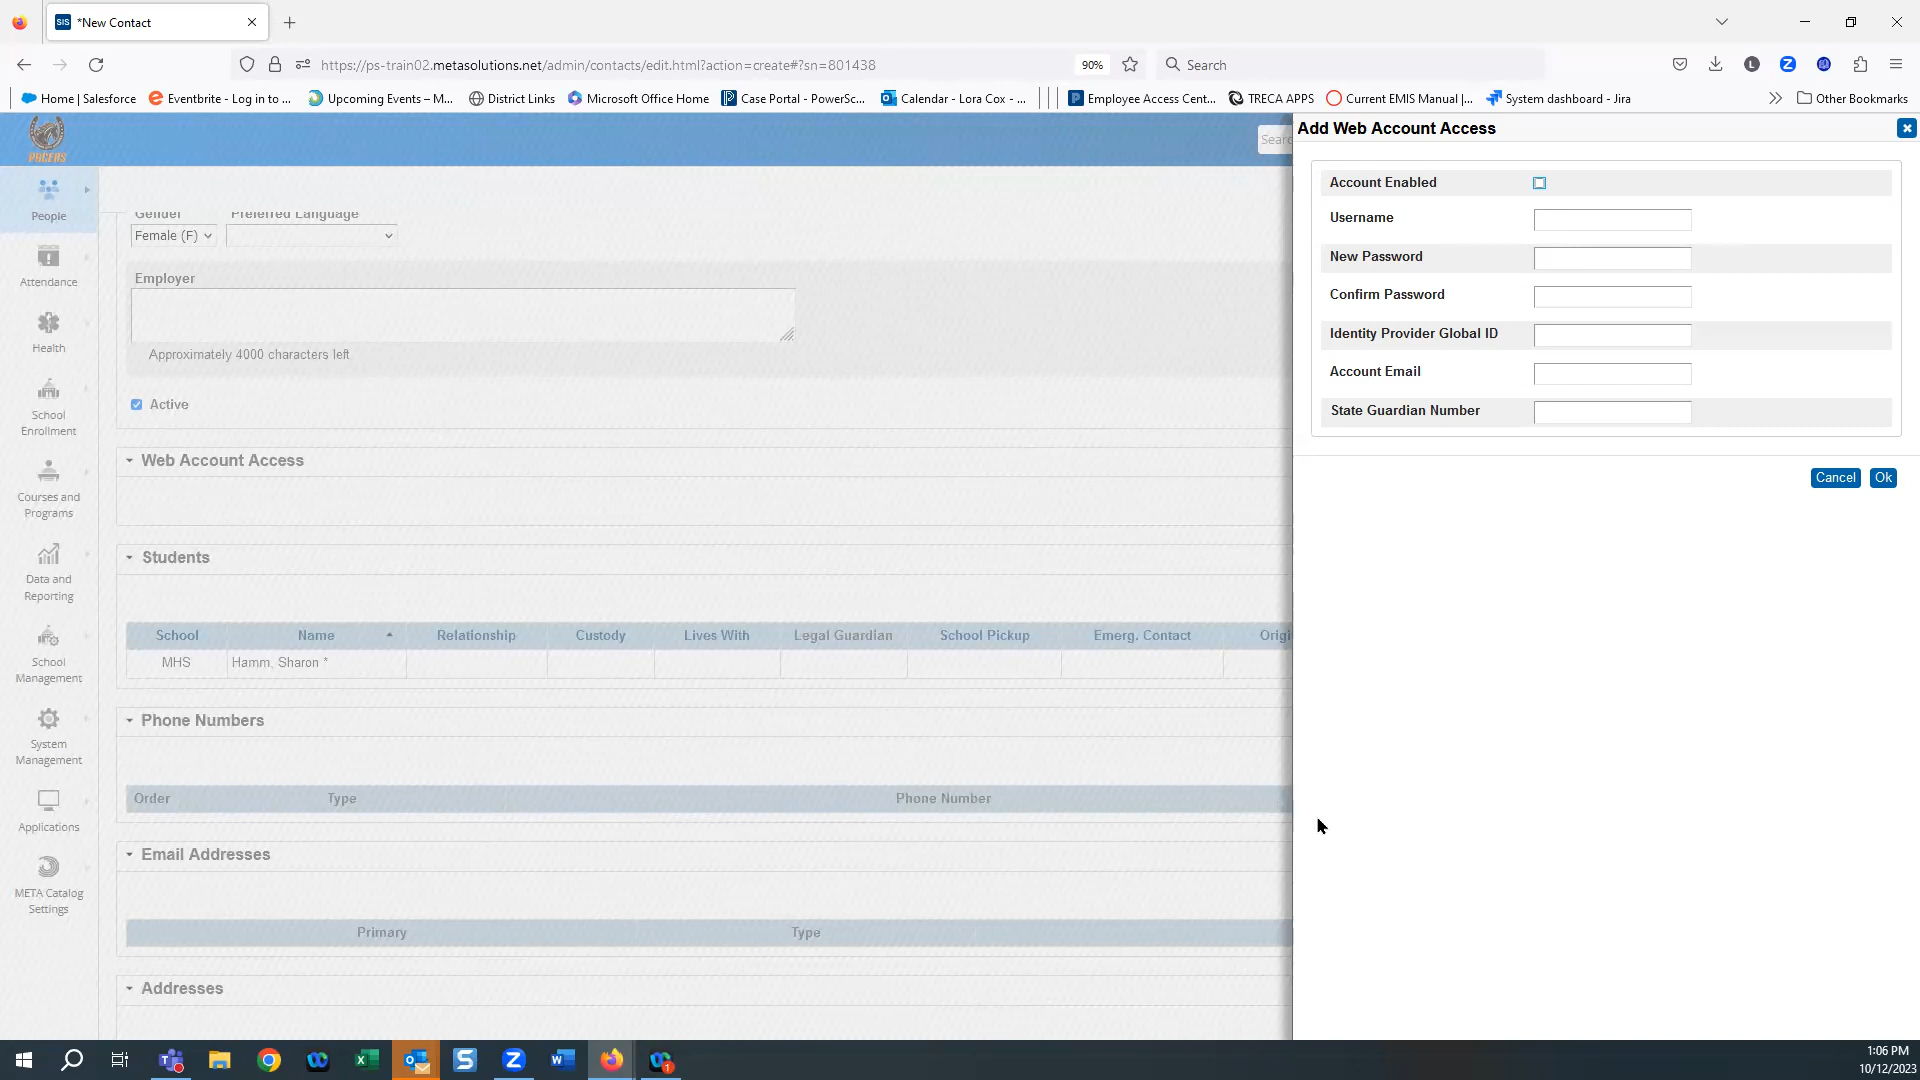 SIS *New Contact
https://ps-train02.metasolutions.net/admin/contacts/edit.html?action=create#?sn=801438
90%
Search
Home | Salesforce
Eventbrite - Log in to ...
Upcoming Events – M...
District Links
Microsoft Office Home
Case Portal - PowerSc...
Calendar - Lora Cox - ...
Employee Access Cent...
TRECA APPS
Current EMIS Manual |...
System dashboard - Jira
Other Bookmarks
PACERS
Sear
Add Web Account Access
People
Attendance
Health
School
Enrollment
Courses and
Programs
Data and
Reporting
School
Management
System
Management
Applications
META Catalog
Settings
Gender Preferred Language
Female (F)
Employer
Approximately 4000 characters left
Active
Web Account Access
Students
School Name Relationship Custody Lives With Legal Guardian School Pickup Emerg. Contact Origi
MHS Hamm, Sharon *
Phone Numbers
Order Type Phone Number
Email Addresses
Primary Type
Addresses
Account Enabled
Username
New Password
Confirm Password
Identity Provider Global ID
Account Email
State Guardian Number
Cancel Ok
1:06 PM
10/12/2023